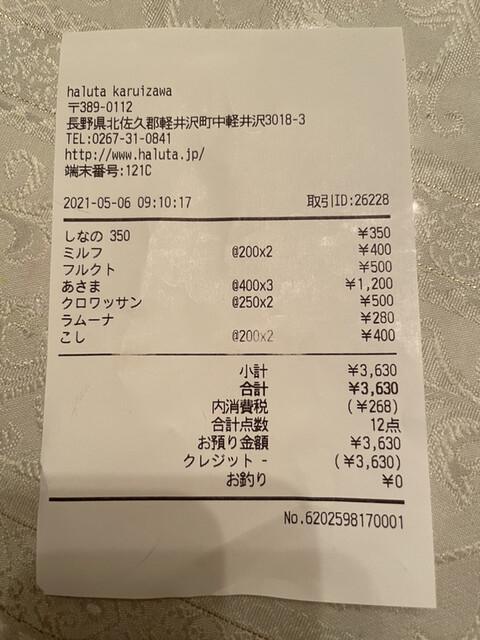 haluta karuizawa
〒389-0112
長野県北佐久郡軽井沢町中軽井沢3018-3
TEL:0267-31-0841
http://www.haluta.jp/
端末番号:121C
2021-05-06 09:10:17 取引ID:26228
しなの 350 ¥350
ミルフ @200x2 ¥400
フルクト ¥500
あさま @400x3 ¥1,200
クロワッサン @250x2 ¥500
ラムーナ ¥280
こし @200x2 ¥400
小計 ¥3,630
合計 ¥3,630
内消費税 (¥268)
合計点数 12点
お預り金額 ¥3,630
クレジット - (¥3,630)
お釣り ¥0
No.6202598170001